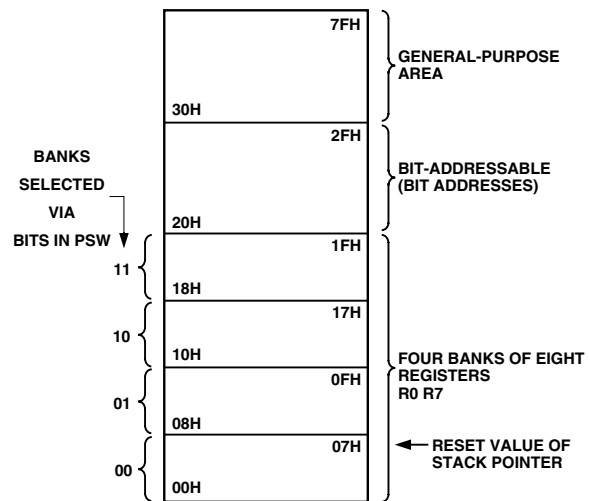 7FH
GENERAL-PURPOSE
AREA
30H
2FH
BANKS
SELECTED
VIA
BITS IN PSW
BIT-ADDRESSABLE
(BIT ADDRESSES)
20H
1FH
11
18H
17H
10
10H
FOUR BANKS OF EIGHT
REGISTERS
R0 R7
0FH
01
08H
07H
RESET VALUE OF
STACK POINTER
00
00H